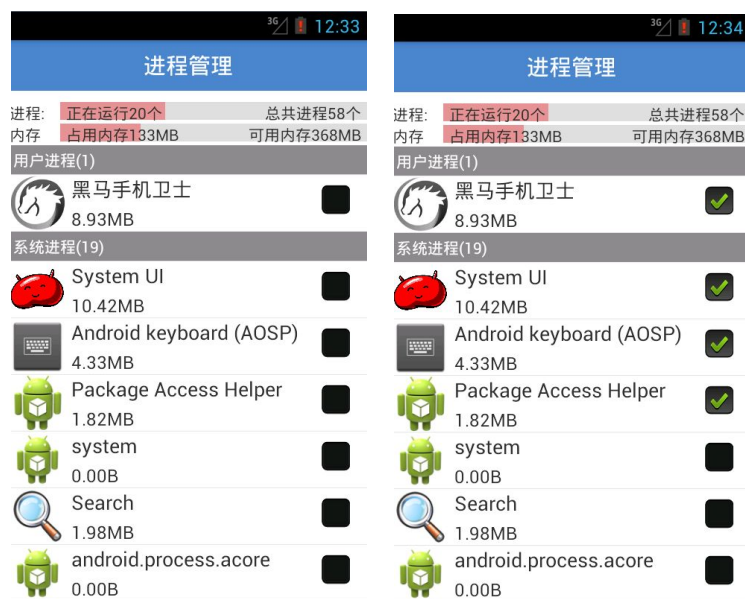 3G 12:33
进程管理
进程: 正在运行20个 总共进程58个
内存 占用内存133MB 可用内存368MB
用户进程(1)
黑马手机卫士
8.93MB
系统进程(19)
System UI
10.42MB
Android keyboard (AOSP)
4.33MB
Package Access Helper
1.82MB
system
0.00B
Search
1.98MB
android.process.acore
0.00B
3G 12:34
进程管理
进程: 正在运行20个 总共进程58个
内存 占用内存133MB 可用内存368MB
用户进程(1)
黑马手机卫士
8.93MB
系统进程(19)
System UI
10.42MB
Android keyboard (AOSP)
4.33MB
Package Access Helper
1.82MB
system
0.00B
Search
1.98MB
android.process.acore
0.00B